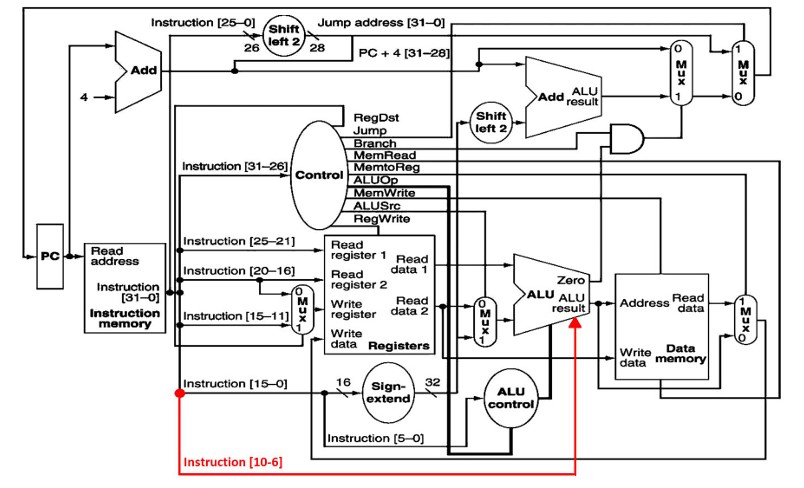 Instruction [25–0]
Shift
left 2
Jump address [31–0]
26
28
PC + 4 [31–28]
Add
4
0
M
u
x
1
1
M
u
x
0
Add
ALU
result
Shift
left 2
RegDst
Jump
Branch
MemRead
MemtoReg
ALUOp
MemWrite
ALUSrc
RegWrite
Control
Instruction [31–26]
PC
Read
address
Instruction
[31–0]
Instruction
memory
Instruction [25–21]
Instruction [20–16]
Instruction [15–11]
0
M
u
x
1
Read
register 1
Read
register 2
Write
register
Write
data
Read
data 1
Read
data 2
Registers
0
M
u
x
1
Zero
ALU
ALU
result
Address
Read
data
Write
data
Data
memory
1
M
u
x
0
Instruction [15–0]
16
Sign-
extend
32
ALU
control
Instruction [5–0]
Instruction [10-6]